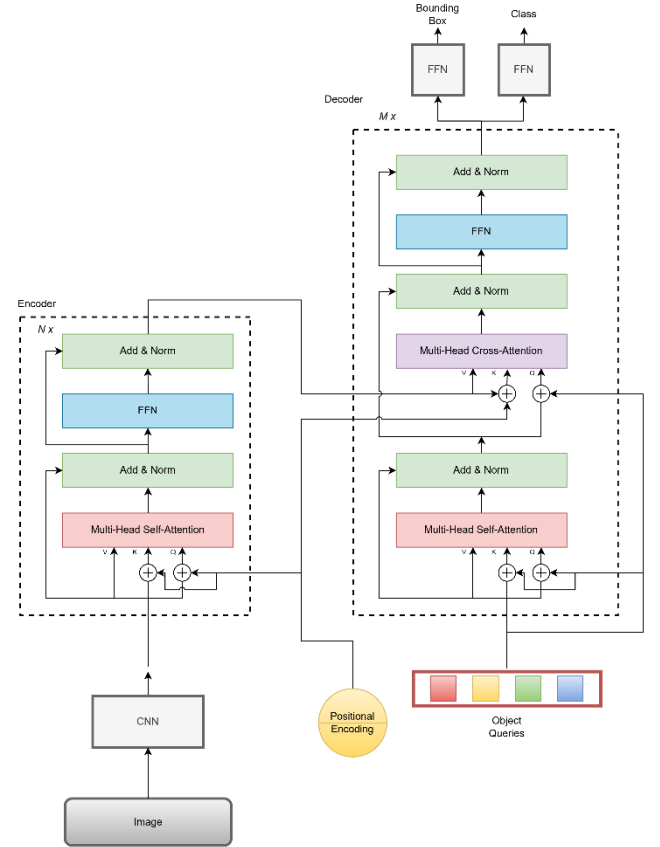 Bounding
Box
Class
FFN
FFN
Decoder
M x
Add & Norm
FFN
Add & Norm
Multi-Head Cross-Attention
V K Q
Add & Norm
Multi-Head Self-Attention
V K Q
Encoder
N x
Add & Norm
FFN
Add & Norm
Multi-Head Self-Attention
V K Q
CNN
Image
Positional
Encoding
Object
Queries